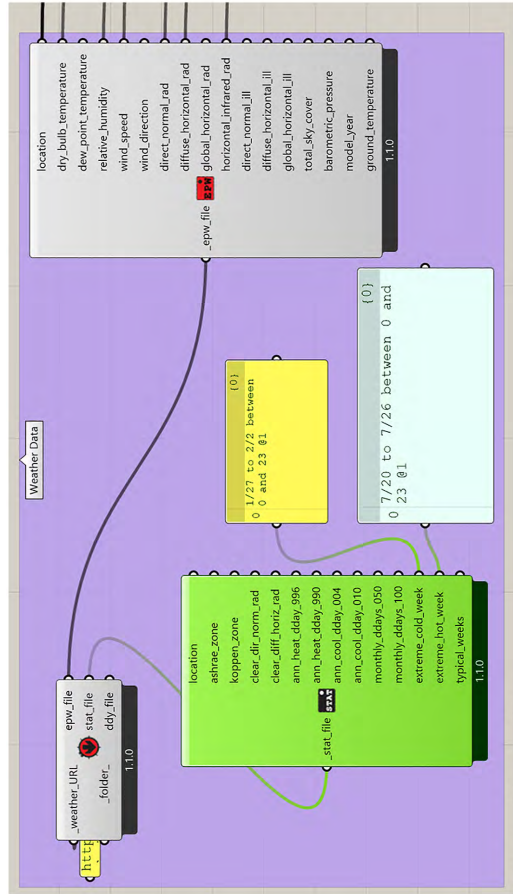 Weather Data
http
_weather_URL
_folder_
epw_file
stat_file
ddy_file
1.1.0
_epw_file
EPW
location
dry_bulb_temperature
dew_point_temperature
relative_humidity
wind_speed
wind_direction
direct_normal_rad
diffuse_horizontal_rad
global_horizontal_rad
horizontal_infrared_rad
direct_normal_ill
diffuse_horizontal_ill
global_horizontal_ill
total_sky_cover
barometric_pressure
model_year
ground_temperature
1.1.0
_stat_file
STAT
location
ashrae_zone
koppen_zone
clear_dir_norm_rad
clear_diff_horiz_rad
ann_heat_dday_996
ann_heat_dday_990
ann_cool_dday_004
ann_cool_dday_010
monthly_ddays_050
monthly_ddays_100
extreme_cold_week
extreme_hot_week
typical_weeks
1.1.0
{0}
0 1/27 to 2/2 between
0 0 and 23 @1
{0}
7/20 to 7/26 between 0 and
0 23 @1